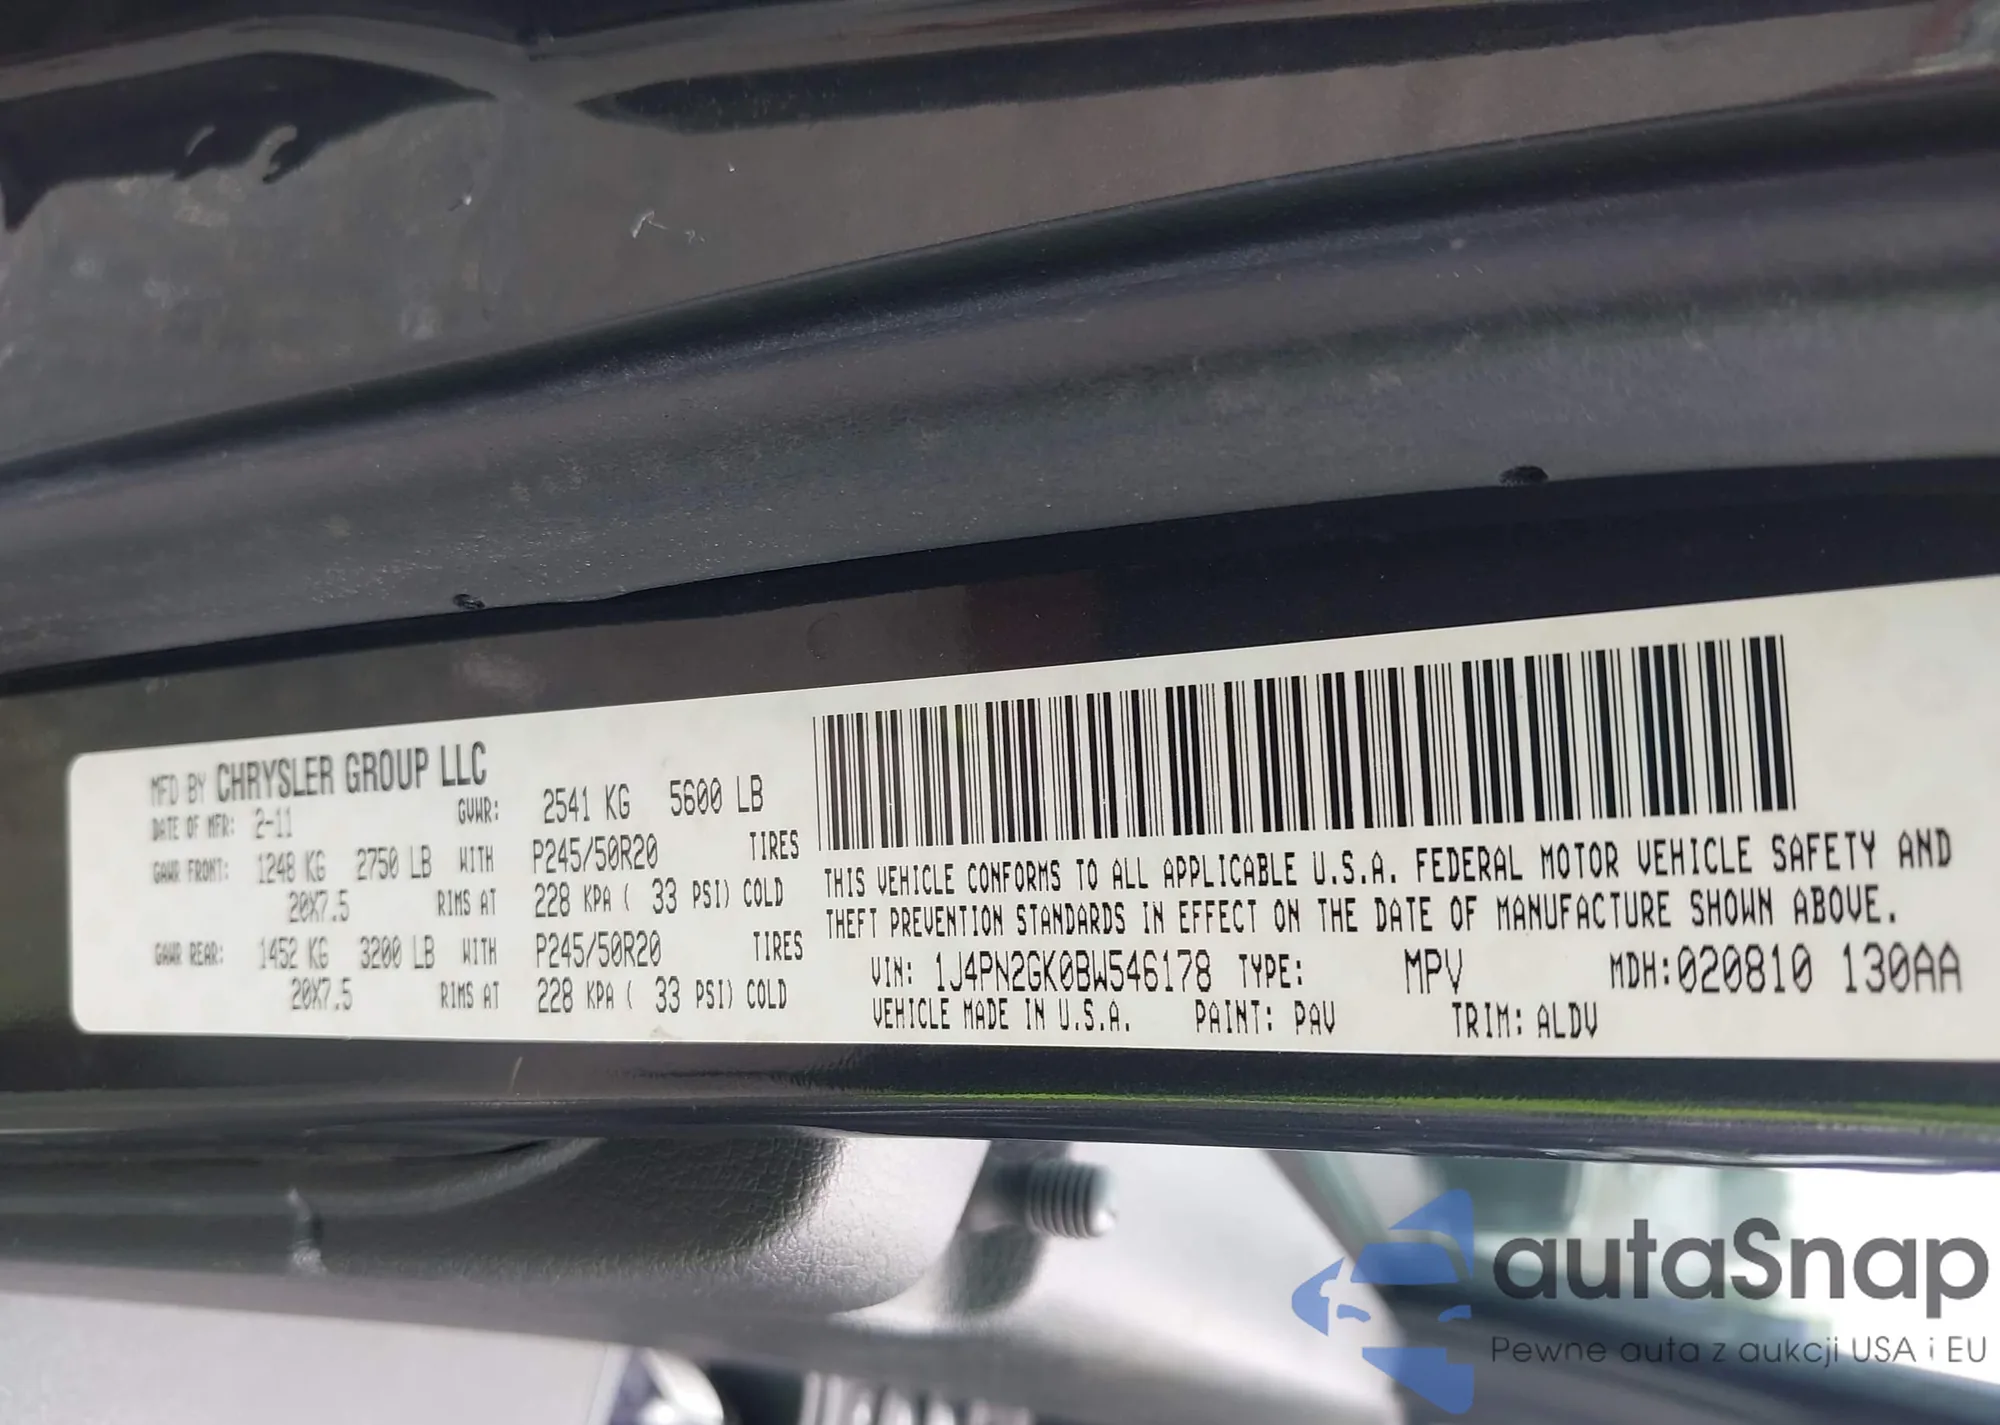 MFD BY CHRYSLER GROUP LLC
DATE OF MFR: 2-11 GVWR: 2541 KG 5600 LB
GAWR FRONT: 1248 KG 2750 LB WITH P245/50R20 TIRES
20X7.5 RIMS AT 228 KPA ( 33 PSI) COLD
GAWR REAR: 1452 KG 3200 LB WITH P245/50R20 TIRES
20X7.5 RIMS AT 228 KPA ( 33 PSI) COLD
THIS VEHICLE CONFORMS TO ALL APPLICABLE U.S.A. FEDERAL MOTOR VEHICLE SAFETY AND
THEFT PREVENTION STANDARDS IN EFFECT ON THE DATE OF MANUFACTURE SHOWN ABOVE.
VIN: 1J4PN2GK0BW546178 TYPE: MPV MDH:020810 130AA
VEHICLE MADE IN U.S.A. PAINT: PAV TRIM: ALDV
autaSnap
Pewne auta z aukcji USA i EU